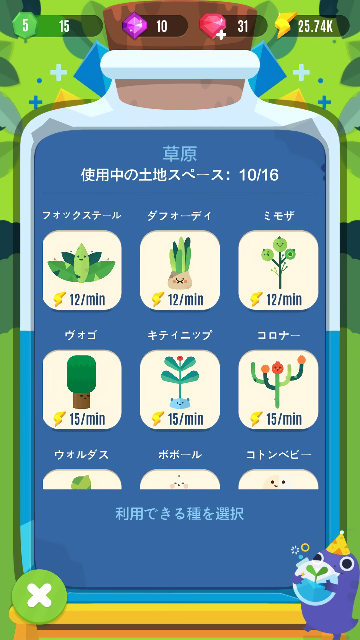 5 15 10 31 25.74K
草原
使用中の土地スペース: 10/16
フォックステール ダフォーディ ミモザ
12/min 12/min 12/min
ヴォゴ キティニップ コロナー
15/min 15/min 15/min
ウォルダス ボボール コトンベビー
利用できる種を選択